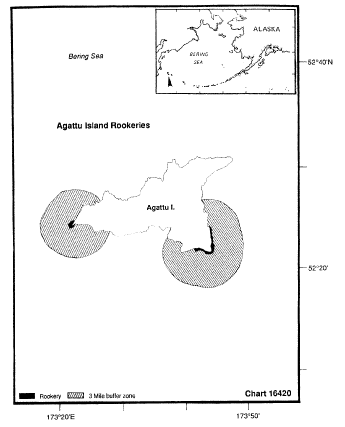 ALASKA
BERING
SEA
Bering Sea
52°40'N
Agattu Island Rookeries
Agattu I.
52°20'
Rookery
3 Mile buffer zone
Chart 16420
173°20'E
173°50'